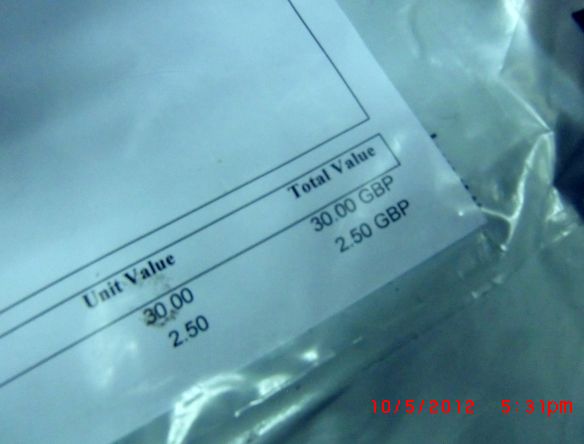 Unit Value Total Value
30.00 30.00 GBP
2.50 2.50 GBP
10/5/2012 5:31pm